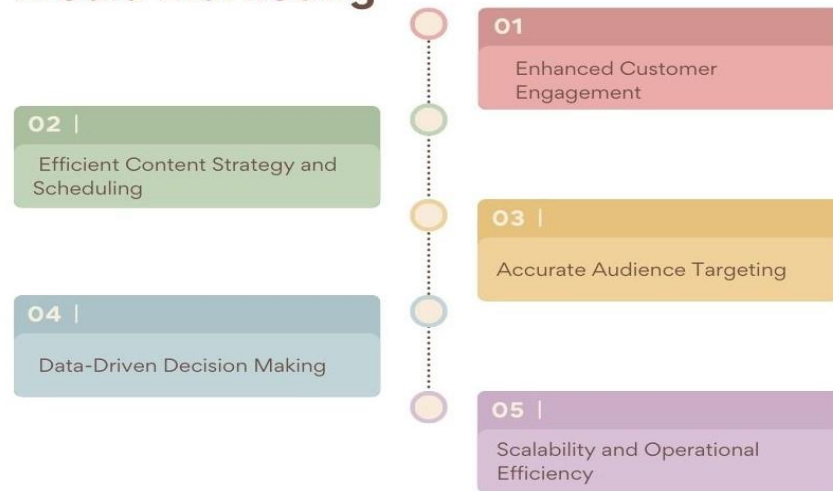 01
Enhanced Customer
Engagement
02 |
Efficient Content Strategy and
Scheduling
03 |
Accurate Audience Targeting
04 |
Data-Driven Decision Making
05 |
Scalability and Operational
Efficiency